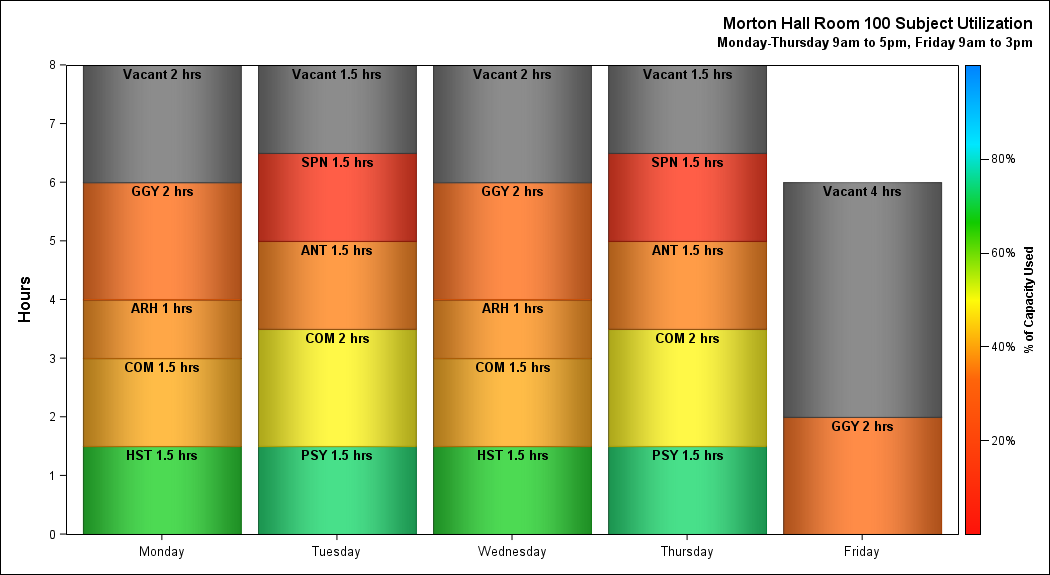 Morton Hall Room 100 Subject Utilization
Monday-Thursday 9am to 5pm, Friday 9am to 3pm
8
7
6
5
4
3
2
1
0
Hours
Vacant 2 hrs
GGY 2 hrs
ARH 1 hrs
COM 1.5 hrs
HST 1.5 hrs
Monday
Vacant 1.5 hrs
SPN 1.5 hrs
ANT 1.5 hrs
COM 2 hrs
PSY 1.5 hrs
Tuesday
Vacant 2 hrs
GGY 2 hrs
ARH 1 hrs
COM 1.5 hrs
HST 1.5 hrs
Wednesday
Vacant 1.5 hrs
SPN 1.5 hrs
ANT 1.5 hrs
COM 2 hrs
PSY 1.5 hrs
Thursday
Vacant 4 hrs
GGY 2 hrs
Friday
80%
60%
40%
20%
% of Capacity Used